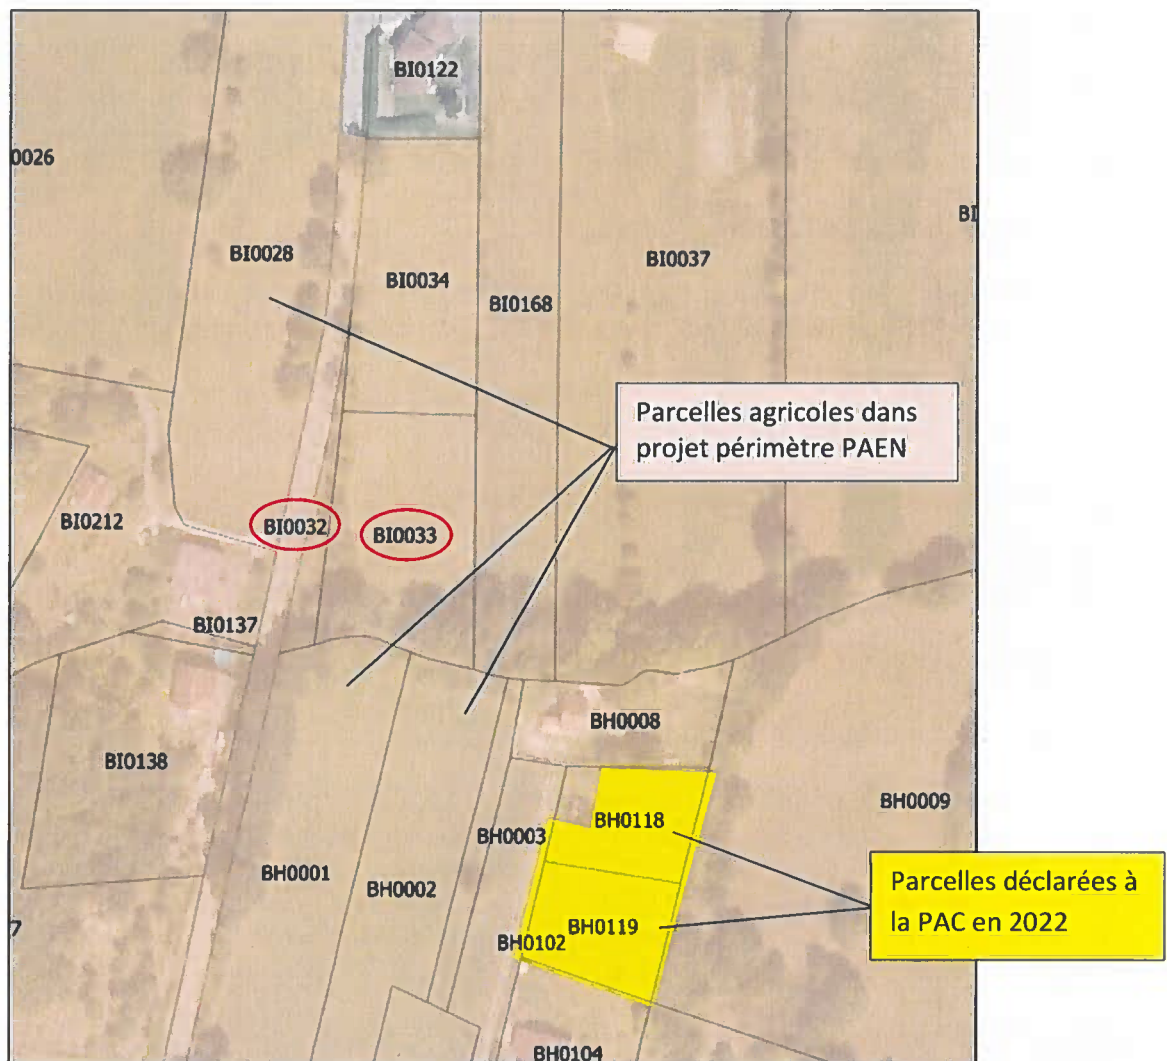 BI0122
0026
BI
BI0028
BI0034
BI0168
BI0037
Parcelles agricoles dans
projet périmètre PAEN
BI0212
BI0032
BI0033
BI0137
BH0008
BI0138
BH0009
BH0118
BH0003
BH0001
BH0002
Parcelles déclarées à
la PAC en 2022
7
BH0119
BH0102
BH0104